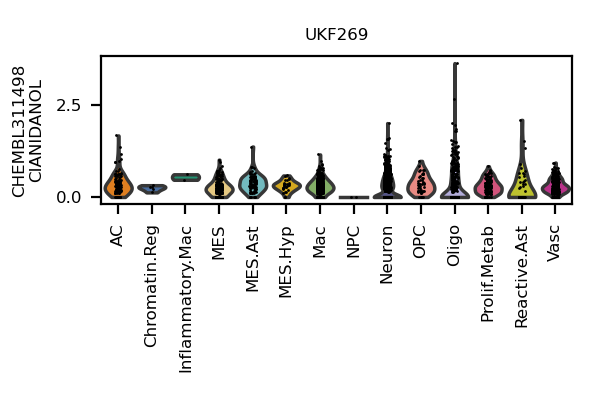 UKF269
CHEMBL311498
CIANIDANOL
2.5
0.0
AC
Chromatin.Reg
Inflammatory.Mac
MES
MES.Ast
MES.Hyp
Mac
NPC
Neuron
OPC
Oligo
Prolif.Metab
Reactive.Ast
Vasc